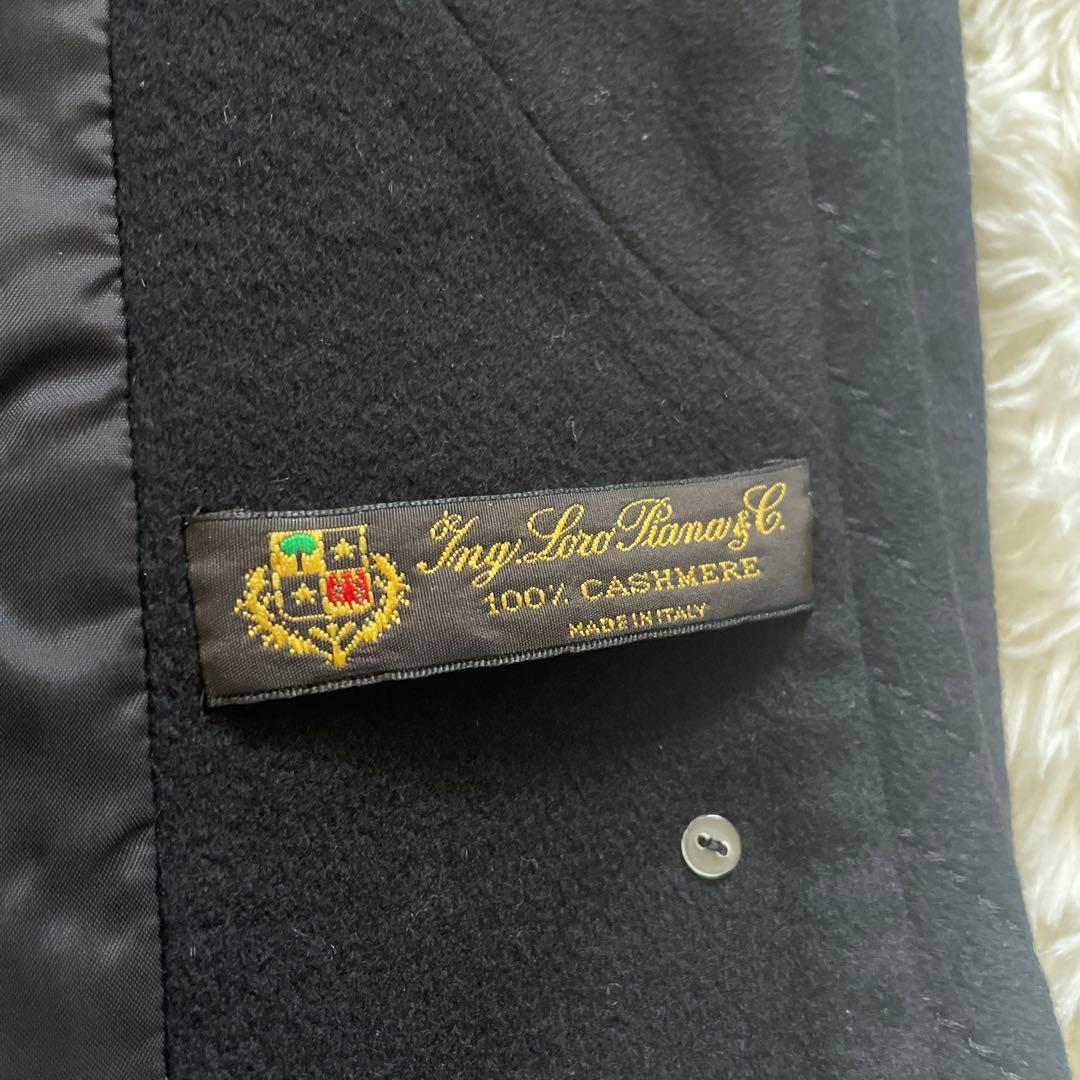 Ing. Loro Piana & C.
100% CASHMERE
MADE IN ITALY